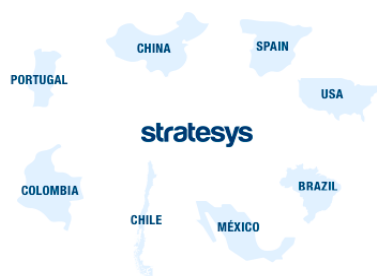 CHINA
SPAIN
PORTUGAL
USA
stratesys
COLOMBIA
BRAZIL
CHILE
MÉXICO